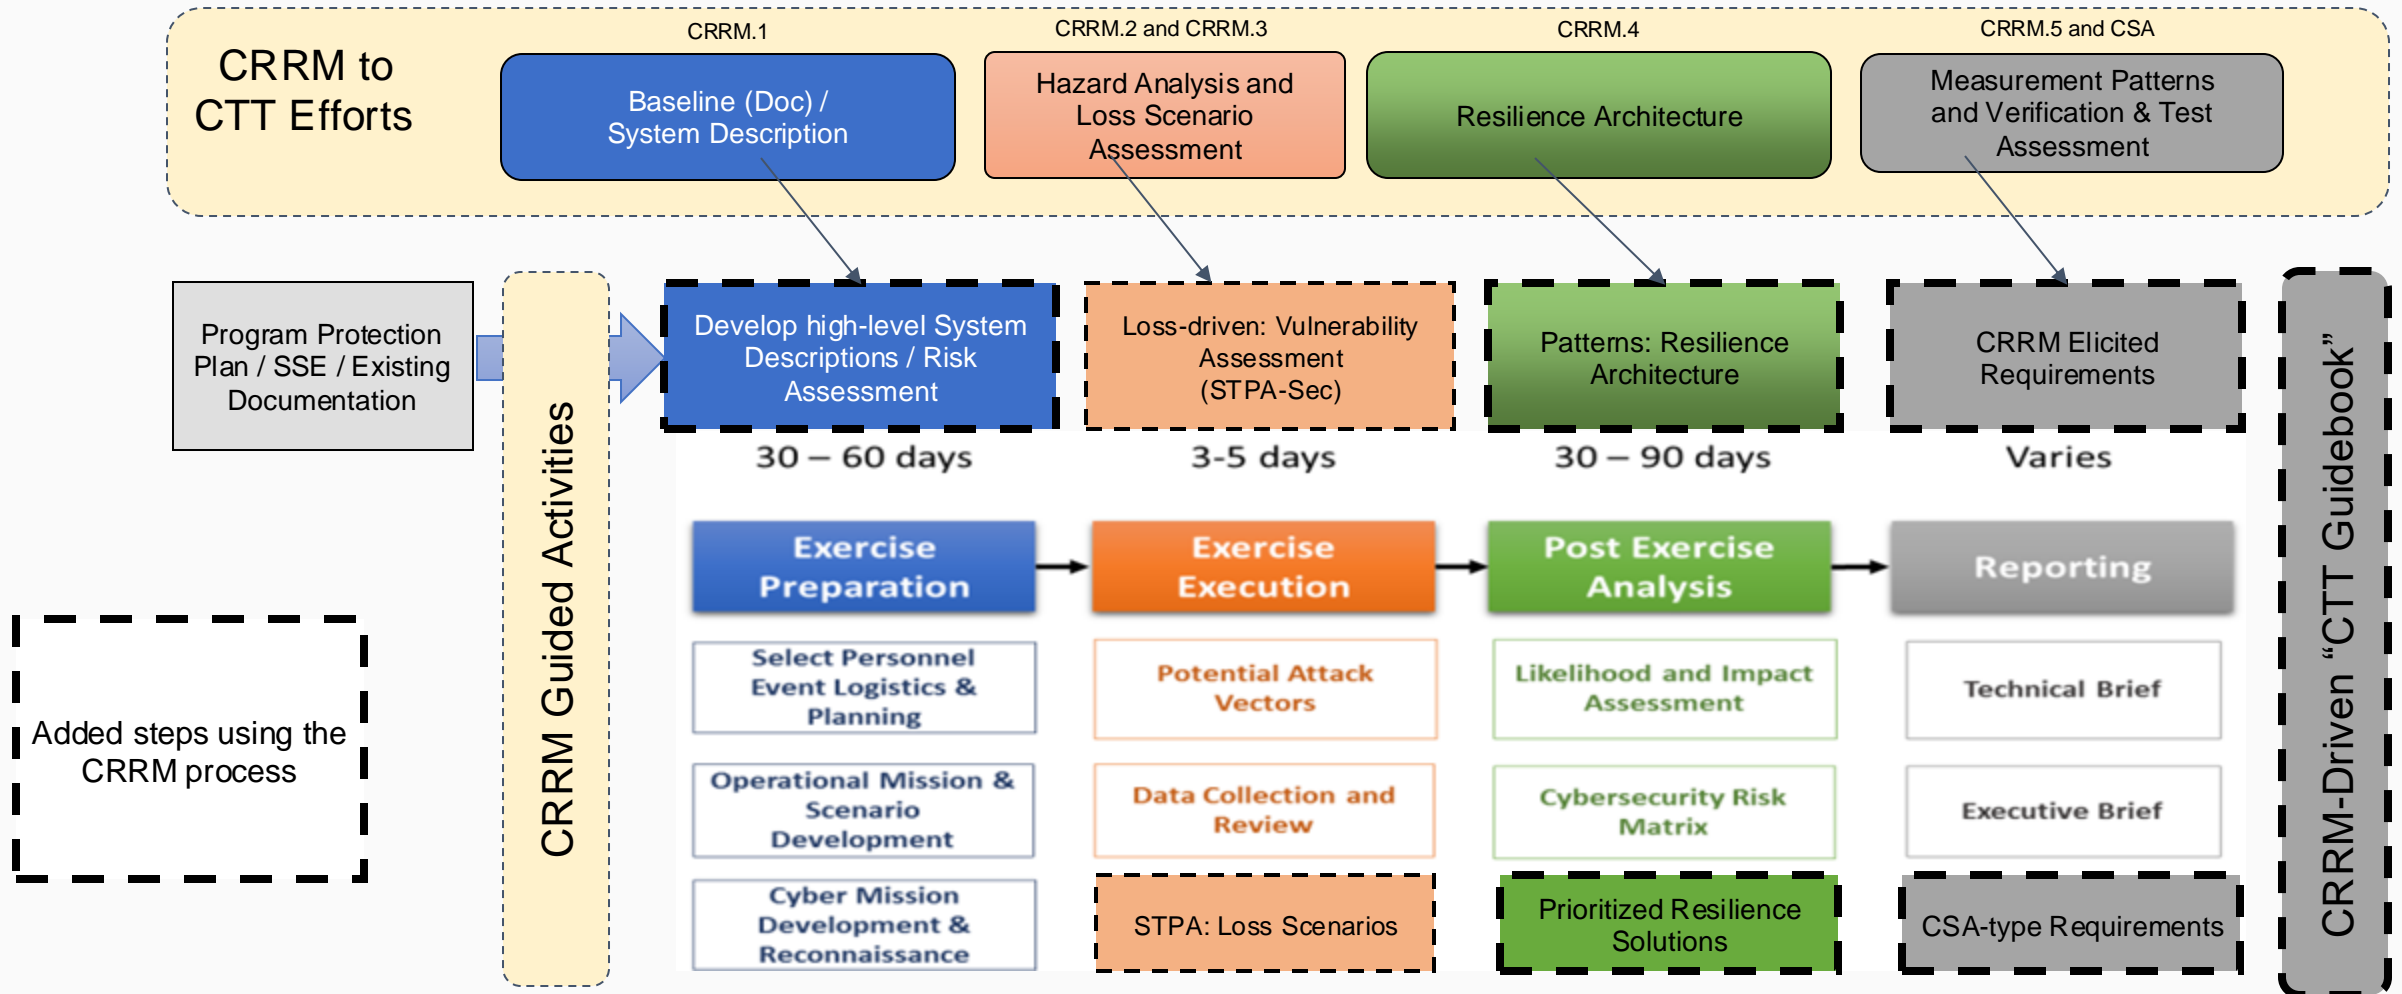 CRRM to
CTT Efforts
CRRM.1
Baseline (Doc) /
System Description
CRRM.2 and CRRM.3
Hazard Analysis and
Loss Scenario
Assessment
CRRM.4
Resilience Architecture
CRRM.5 and CSA
Measurement Patterns
and Verification & Test
Assessment
Program Protection
Plan / SSE / Existing
Documentation
CRRM Guided Activities
Develop high-level System
Descriptions / Risk
Assessment
Loss-driven: Vulnerability
Assessment
(STPA-Sec)
Patterns: Resilience
Architecture
CRRM Elicited
Requirements
30 – 60 days
3-5 days
30 – 90 days
Varies
Exercise
Preparation
Exercise
Execution
Post Exercise
Analysis
Reporting
Select Personnel
Event Logistics &
Planning
Potential Attack
Vectors
Likelihood and Impact
Assessment
Technical Brief
Operational Mission &
Scenario
Development
Data Collection and
Review
Cybersecurity Risk
Matrix
Executive Brief
Cyber Mission
Development &
Reconnaissance
STPA: Loss Scenarios
Prioritized Resilience
Solutions
CSA-type Requirements
CRRM-Driven “CTT Guidebook”
Added steps using the
CRRM process